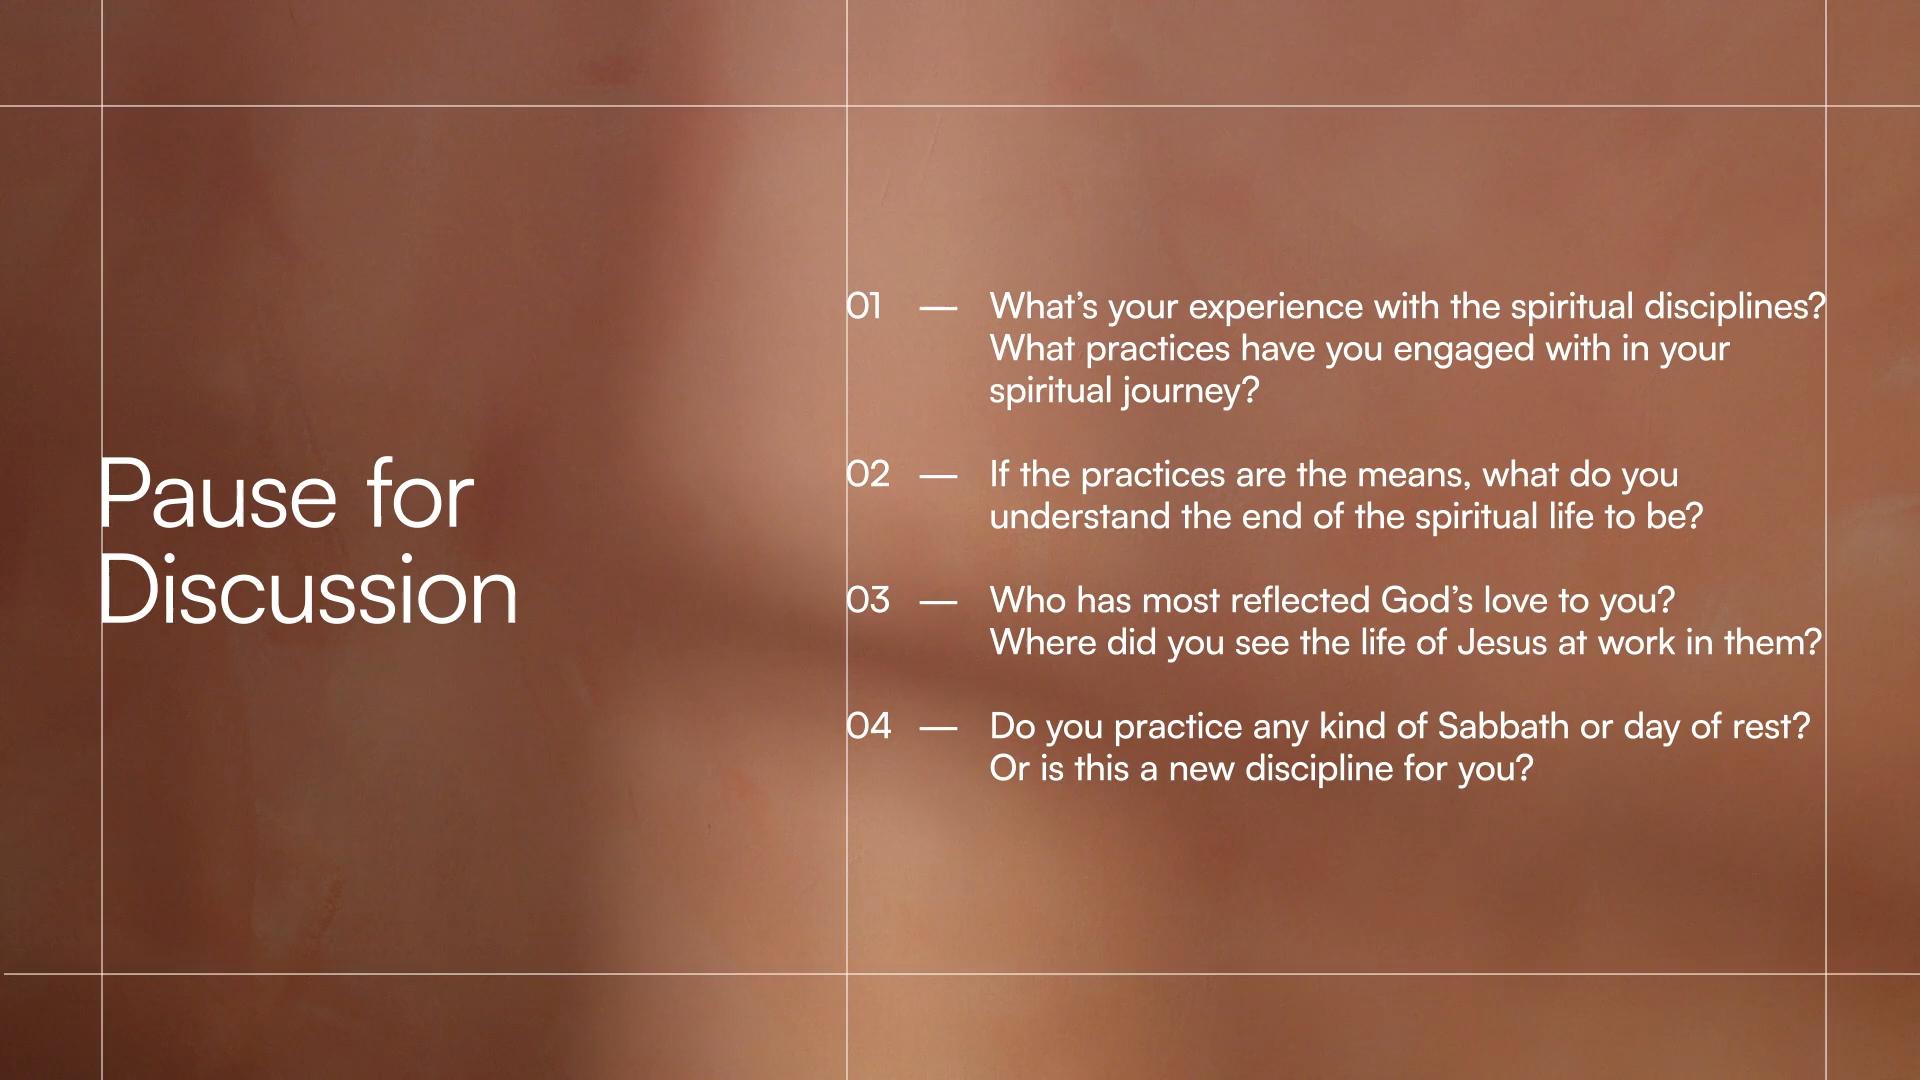 Pause for
Discussion
01 — What’s your experience with the spiritual disciplines?
What practices have you engaged with in your
spiritual journey?
02 — If the practices are the means, what do you
understand the end of the spiritual life to be?
03 — Who has most reflected God’s love to you?
Where did you see the life of Jesus at work in them?
04 — Do you practice any kind of Sabbath or day of rest?
Or is this a new discipline for you?